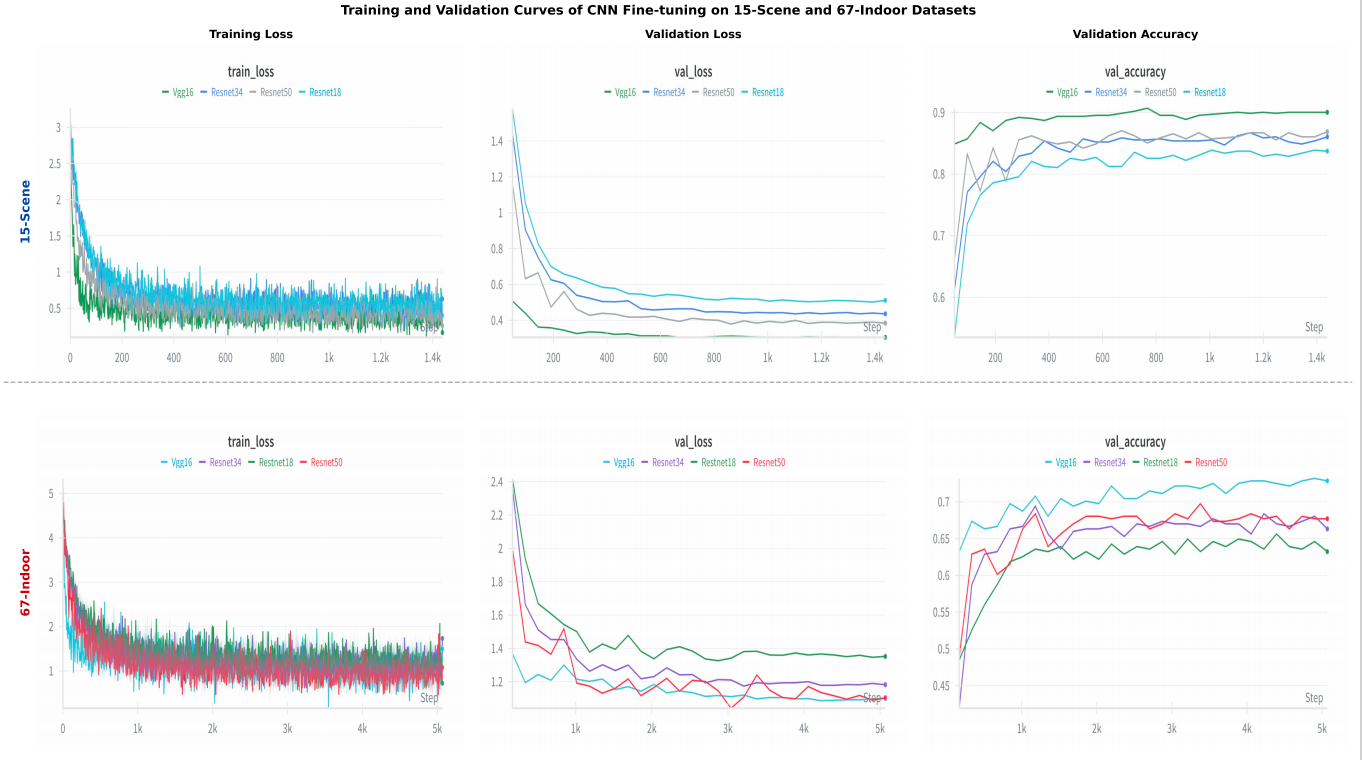 Training and Validation Curves of CNN Fine-tuning on 15-Scene and 67-Indoor Datasets
Training Loss
Validation Loss
Validation Accuracy
15-Scene
train_loss
Vgg16 Resnet34 Resnet50 Resnet18
3
2.5
2
1.5
1
0.5
Step
0 200 400 600 800 1k 1.2k 1.4k
val_loss
Vgg16 Resnet34 Resnet50 Resnet18
1.4
1.2
1
0.8
0.6
0.4
Step
200 400 600 800 1k 1.2k 1.4k
val_accuracy
Vgg16 Resnet34 Resnet50 Resnet18
0.9
0.8
0.7
0.6
Step
200 400 600 800 1k 1.2k 1.4k
67-Indoor
train_loss
Vgg16 Resnet34 Restnet18 Resnet50
5
4
3
2
1
Step
0 1k 2k 3k 4k 5k
val_loss
Vgg16 Resnet34 Restnet18 Resnet50
2.4
2.2
2
1.8
1.6
1.4
1.2
Step
1k 2k 3k 4k 5k
val_accuracy
Vgg16 Resnet34 Restnet18 Resnet50
0.7
0.65
0.6
0.55
0.5
0.45
Step
1k 2k 3k 4k 5k